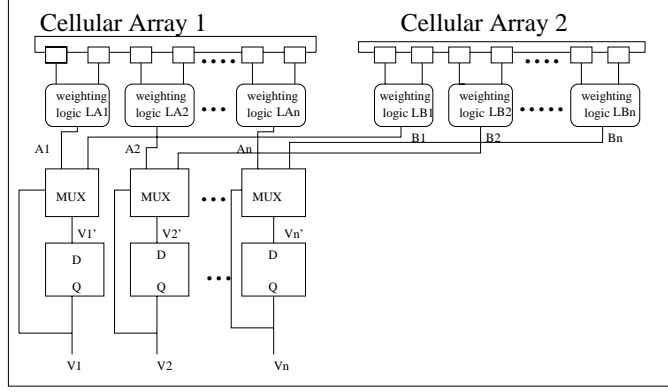 Cellular Array 1
Cellular Array 2
weighting
logic LA1
weighting
logic LA2
weighting
logic LAn
weighting
logic LB1
weighting
logic LB2
weighting
logic LBn
A1
A2
An
B1
B2
Bn
MUX
MUX
MUX
V1'
V2'
Vn'
D
D
D
Q
Q
Q
V1
V2
Vn